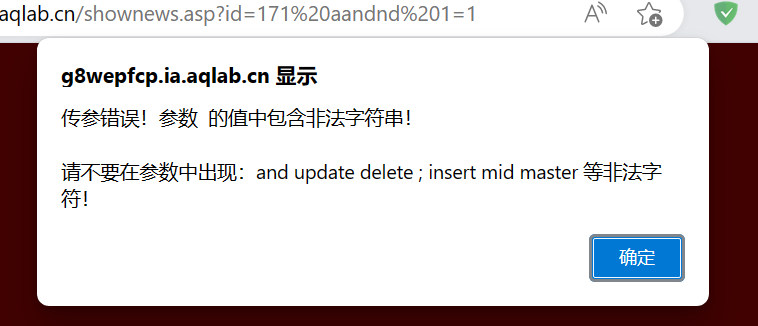 aqlab.cn/shownews.asp?id=171%20aandnd%201=1
g8wepfcp.ia.aqlab.cn 显示
传参错误！参数 的值中包含非法字符串！
请不要在参数中出现：and update delete ; insert mid master 等非法字
符！
确定